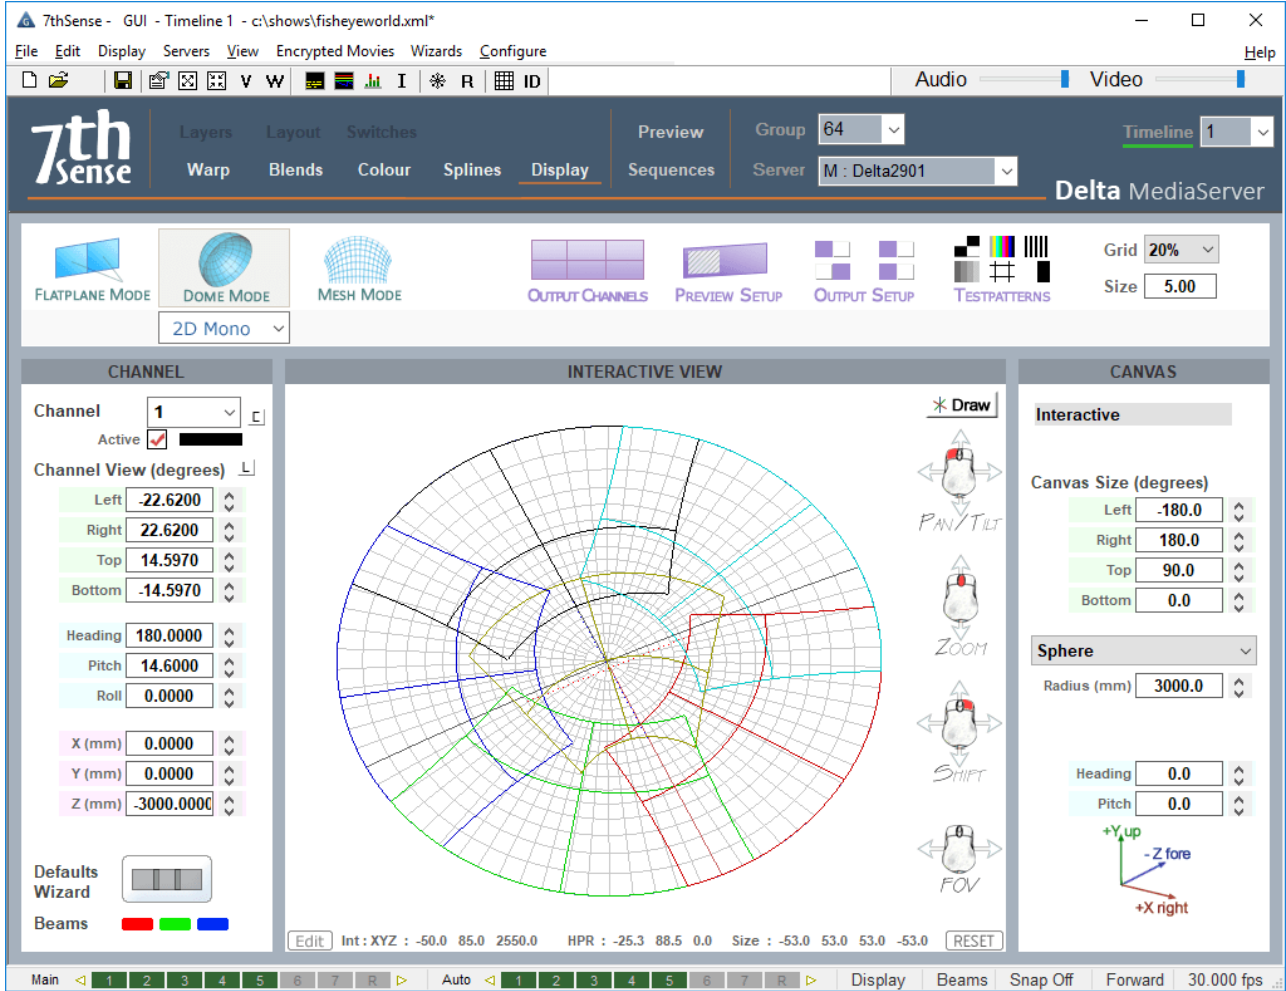 7thSense - GUI - Timeline 1 - c:\shows\fisheyeworld.xml*
File Edit Display Servers View Encrypted Movies Wizards Configure Help
V W I R ID Audio Video
7th Sense
Layers Layout Switches Preview Group 64 Timeline 1
Warp Blends Colour Splines Display Sequences Server M : Delta2901
Delta MediaServer
FLATPLANE MODE DOME MODE MESH MODE OUTPUT CHANNELS PREVIEW SETUP OUTPUT SETUP TESTPATTERNS
Grid 20%
Size 5.00
2D Mono
CHANNEL
Channel 1 C
Active
Channel View (degrees) L
Left -22.6200
Right 22.6200
Top 14.5970
Bottom -14.5970
Heading 180.0000
Pitch 14.6000
Roll 0.0000
X (mm) 0.0000
Y (mm) 0.0000
Z (mm) -3000.0000
Defaults
Wizard
Beams
INTERACTIVE VIEW
Draw
PAN/TILT
ZOOM
SHIFT
FOV
Edit Int : XYZ : -50.0 85.0 2550.0 HPR : -25.3 88.5 0.0 Size : -53.0 53.0 53.0 -53.0 RESET
CANVAS
Interactive
Canvas Size (degrees)
Left -180.0
Right 180.0
Top 90.0
Bottom 0.0
Sphere
Radius (mm) 3000.0
Heading 0.0
Pitch 0.0
+Y up
- Z fore
+X right
Main 1 2 3 4 5 6 7 R Auto 1 2 3 4 5 6 7 R Display Beams Snap Off Forward 30.000 fps